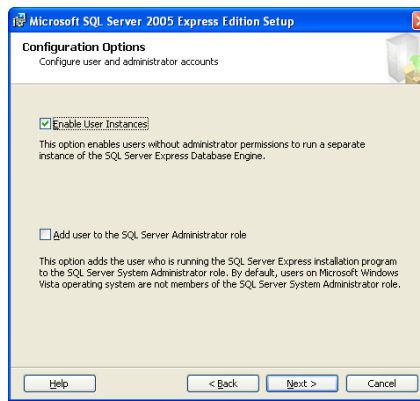 Microsoft SQL Server 2005 Express Edition Setup
Configuration Options
Configure user and administrator accounts
Enable User Instances
This option enables users without administrator permissions to run a separate
instance of the SQL Server Express Database Engine.
Add user to the SQL Server Administrator role
This option adds the user who is running the SQL Server Express installation program
to the SQL Server System Administrator role. By default, users on Microsoft Windows
Vista operating system are not members of the SQL Server System Administrator role.
Help
< Back
Next >
Cancel